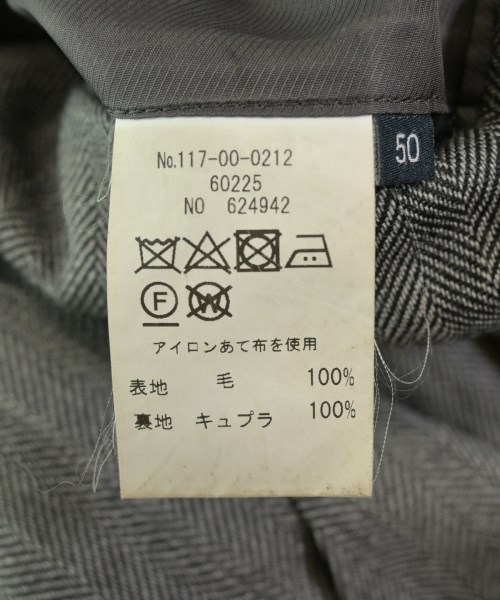 No.117-00-0212
60225
NO 624942
50
F
W
アイロンあて布を使用
表地 毛 100%
裏地 キュプラ 100%